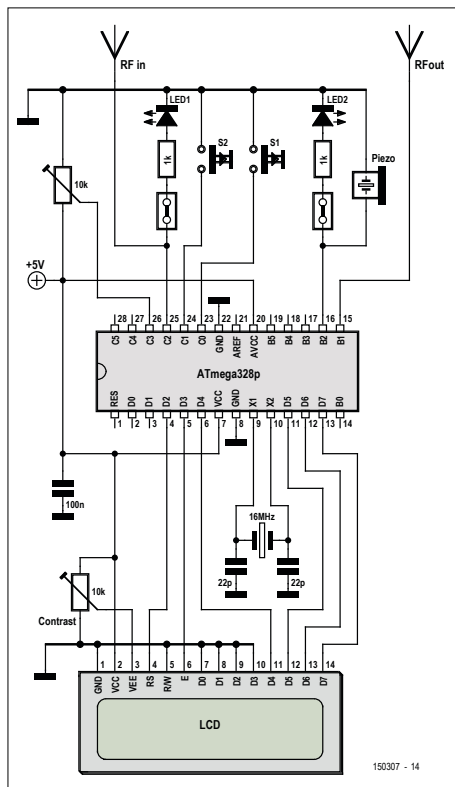 RF in
RFout
LED1
LED2
S2
S1
1k
1k
Piezo
10k
+5V
28 27 26 25 24 23 22 21 20 19 18 17 16 15
C5 C4 C3 C2 C1 C0 GND AREF AVCC B5 B4 B3 B2 B1
ATmega328p
RES D0 D1 D2 D3 D4 VCC GND X1 X2 D5 D6 D7 B0
1 2 3 4 5 6 7 8 9 10 11 12 13 14
100n
16MHz
22p
22p
10k
Contrast
1 2 3 4 5 6 7 8 9 10 11 12 13 14
GND VCC VEE RS R/W E D0 D1 D2 D3 D4 D5 D6 D7
LCD
150307 - 14